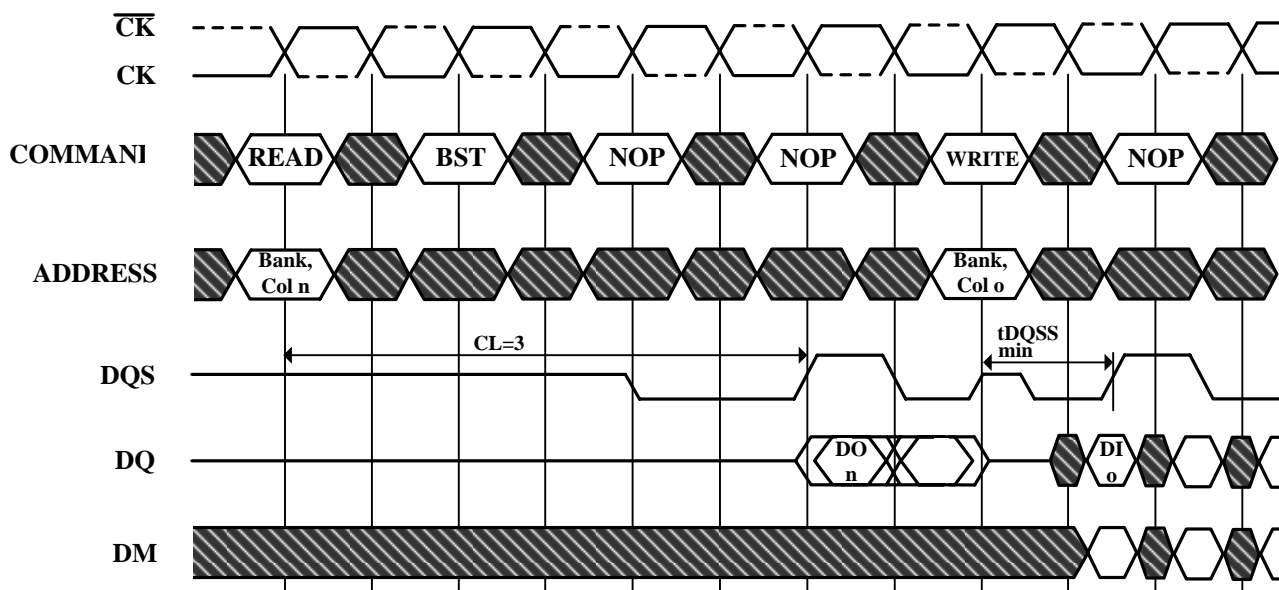 CK
CK
COMMANI
READ
BST
NOP
NOP
WRITE
NOP
ADDRESS
Bank,
Col n
Bank,
Col o
CL=3
tDQSS
min
DQS
DQ
DO
n
DI
o
DM